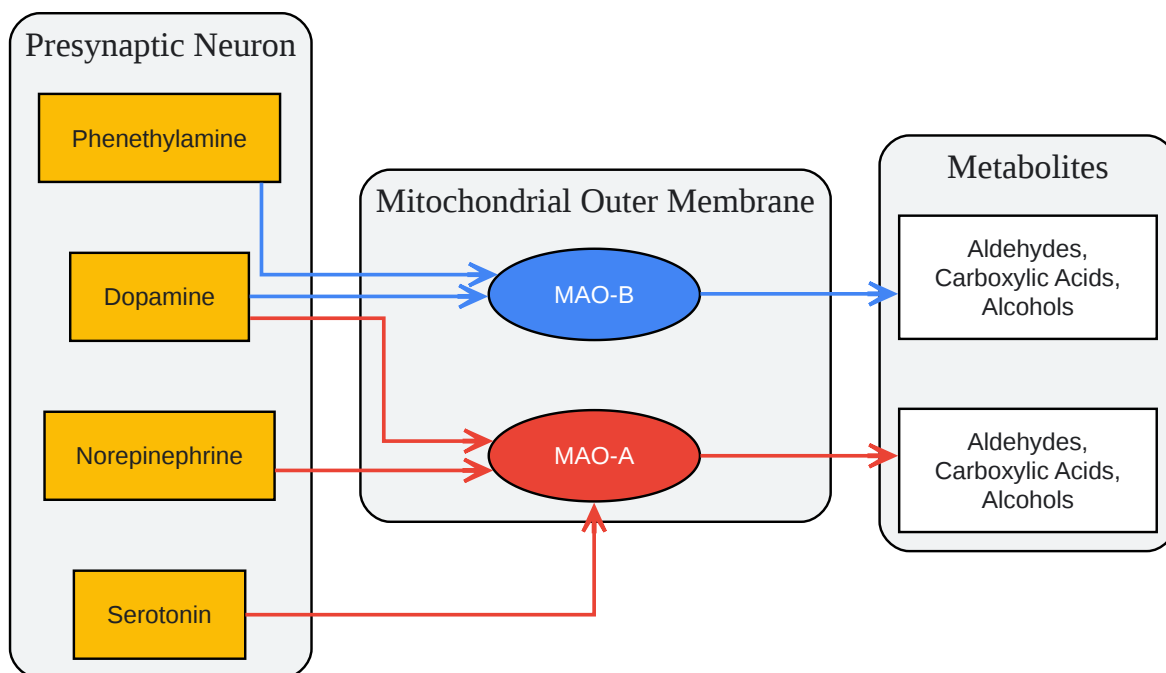 Presynaptic Neuron
Phenethylamine
Dopamine
Norepinephrine
Serotonin
Mitochondrial Outer Membrane
MAO-B
MAO-A
Metabolites
Aldehydes,
Carboxylic Acids,
Alcohols
Aldehydes,
Carboxylic Acids,
Alcohols